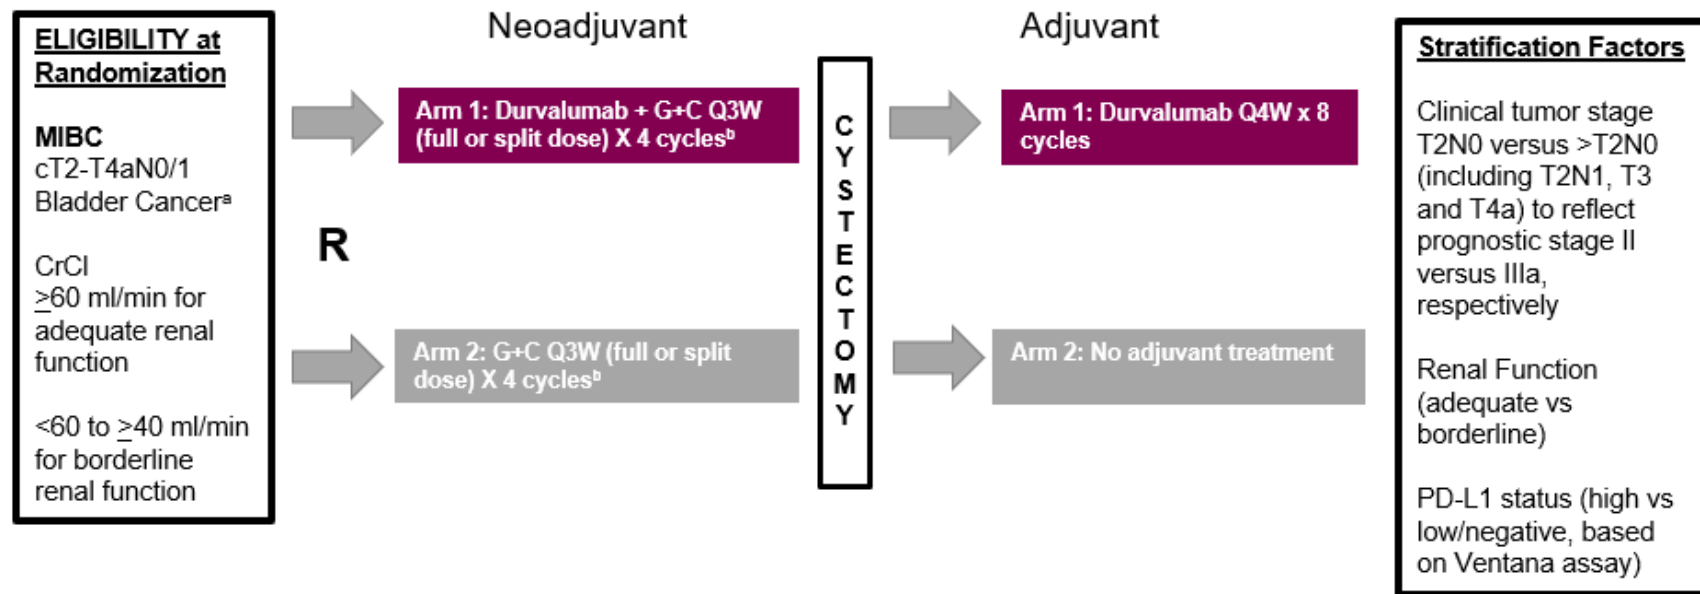 ELIGIBILITY at
Randomization
MIBC
cT2-T4aN0/1
Bladder Cancerᵃ
CrCl
≥60 ml/min for
adequate renal
function
<60 to ≥40 ml/min
for borderline
renal function
R
Neoadjuvant
Arm 1: Durvalumab + G+C Q3W
(full or split dose) X 4 cyclesᵇ
Arm 2: G+C Q3W (full or split
dose) X 4 cyclesᵇ
C
Y
S
T
E
C
T
O
M
Y
Adjuvant
Arm 1: Durvalumab Q4W x 8
cycles
Arm 2: No adjuvant treatment
Stratification Factors
Clinical tumor stage
T2N0 versus >T2N0
(including T2N1, T3
and T4a) to reflect
prognostic stage II
versus IIIa,
respectively
Renal Function
(adequate vs
borderline)
PD-L1 status (high vs
low/negative, based
on Ventana assay)